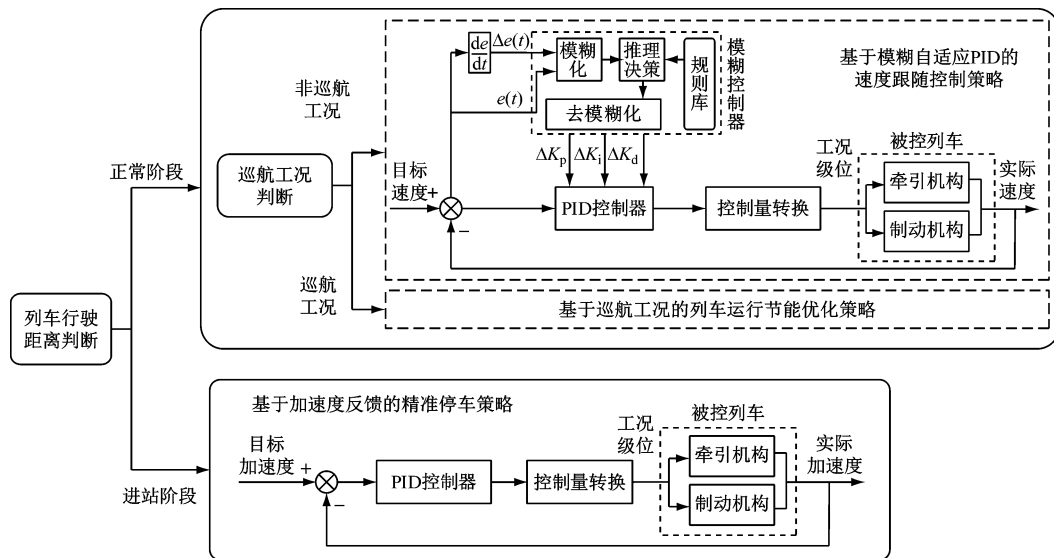 列车行驶
距离判断
正常阶段
进站阶段
巡航工况
判断
非巡航
工况
巡航
工况
de
dt
Δe(t)
e(t)
模糊
化
推理
决策
规则库
去模糊化
模糊控制器
基于模糊自适应PID的
速度跟随控制策略
ΔKp
ΔKi
ΔKd
目标
速度
+
−
PID控制器
控制量转换
工况
级位
被控列车
牵引机构
制动机构
实际
速度
基于巡航工况的列车运行节能优化策略
基于加速度反馈的精准停车策略
目标
加速度
+
−
PID控制器
控制量转换
工况
级位
被控列车
牵引机构
制动机构
实际
加速度